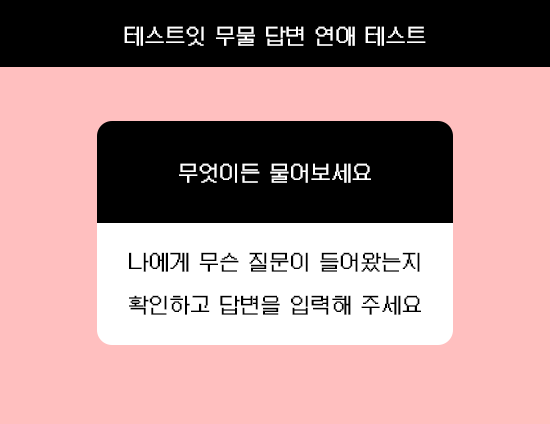 테스트잇 무물 답변 연애 테스트
무엇이든 물어보세요
나에게 무슨 질문이 들어왔는지
확인하고 답변을 입력해 주세요